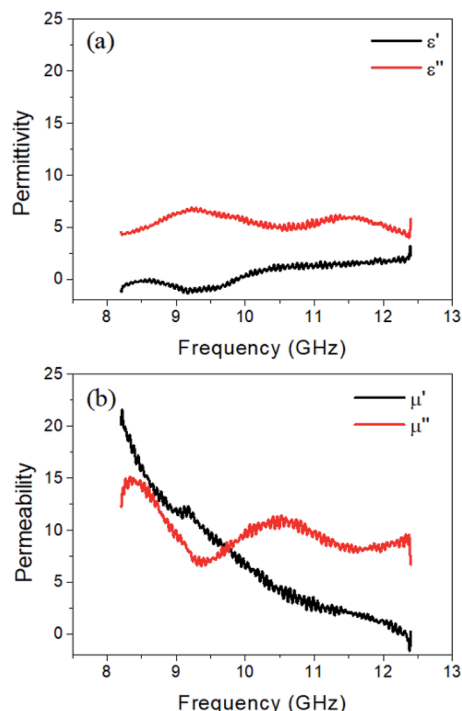 (a)
ε'
ε''
Permittivity
25
20
15
10
5
0
8 9 10 11 12 13
Frequency (GHz)
(b)
μ'
μ''
Permeability
25
20
15
10
5
0
8 9 10 11 12 13
Frequency (GHz)